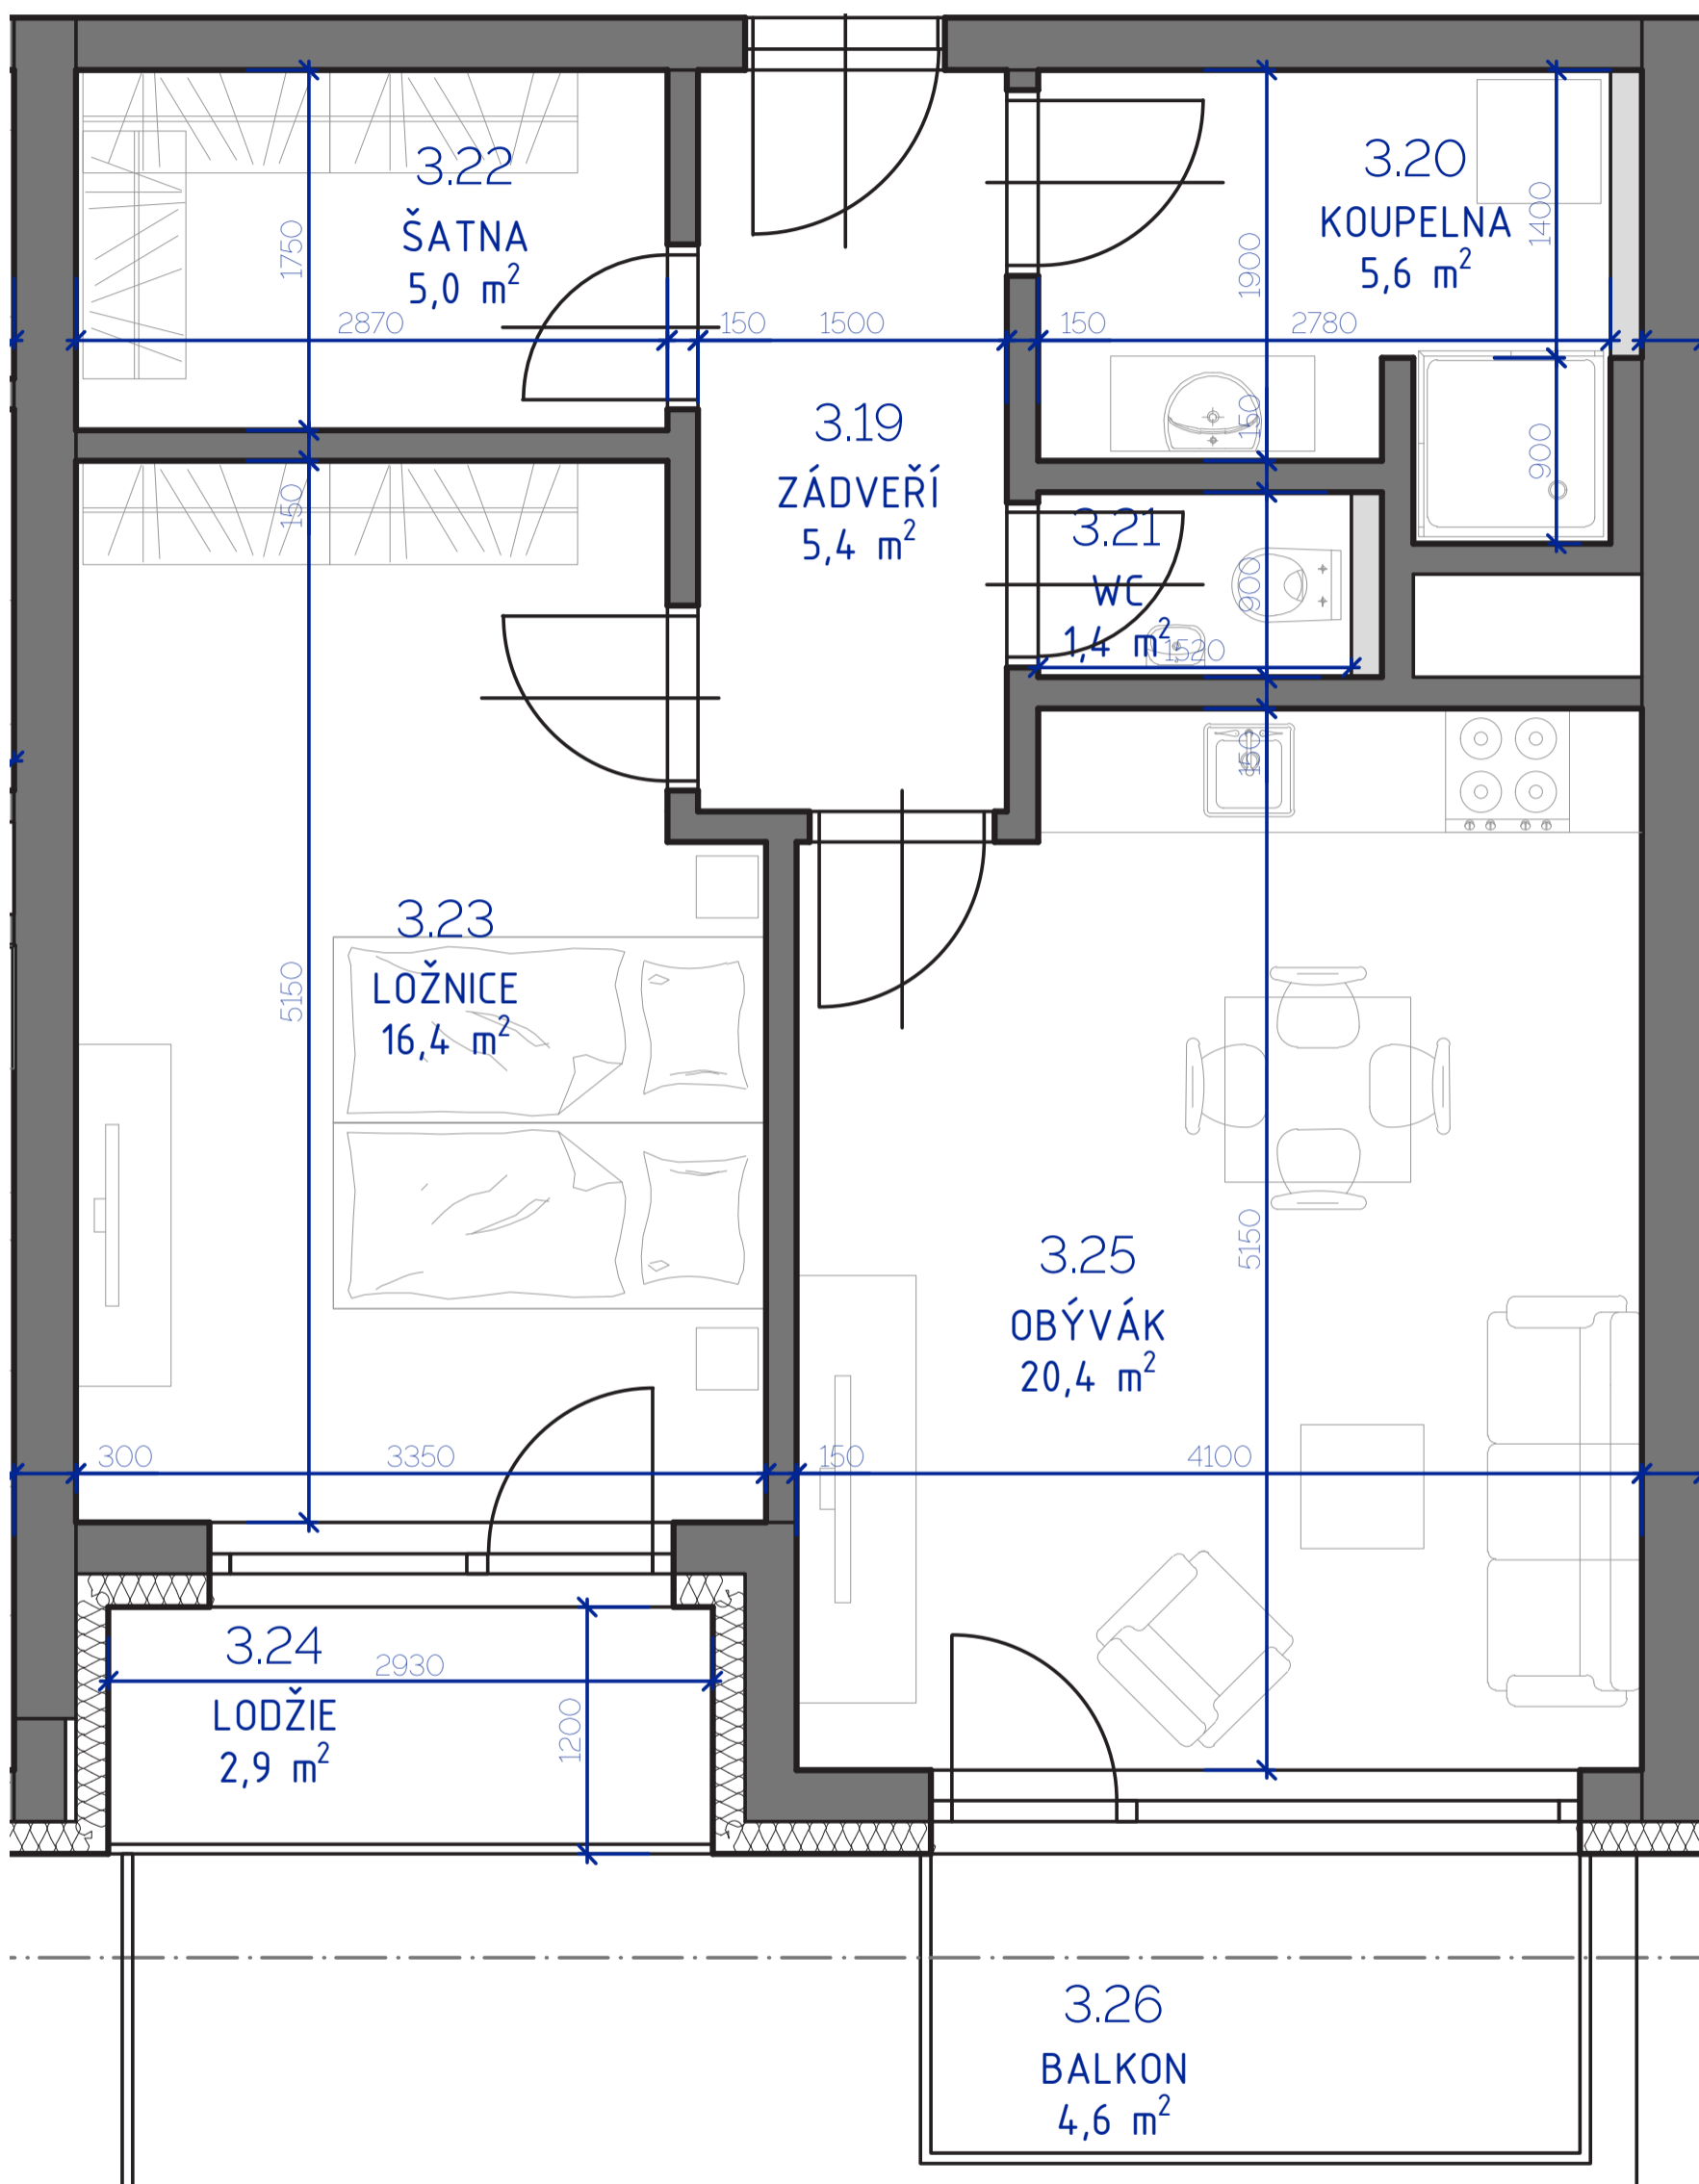 3.22
ŠATNA
5,0 m²
1750
2870
150
1500
150
3.20
KOUPELNA
5,6 m²
1400
1900
2780
150
900
3.19
ZÁDVEŘÍ
5,4 m²
150
3.21
WC
1,4 m²
900
1520
150
3.23
LOŽNICE
16,4 m²
5150
3.25
OBÝVÁK
20,4 m²
5150
300
3350
150
4100
3.24
2930
LODŽIE
2,9 m²
1200
3.26
BALKON
4,6 m²